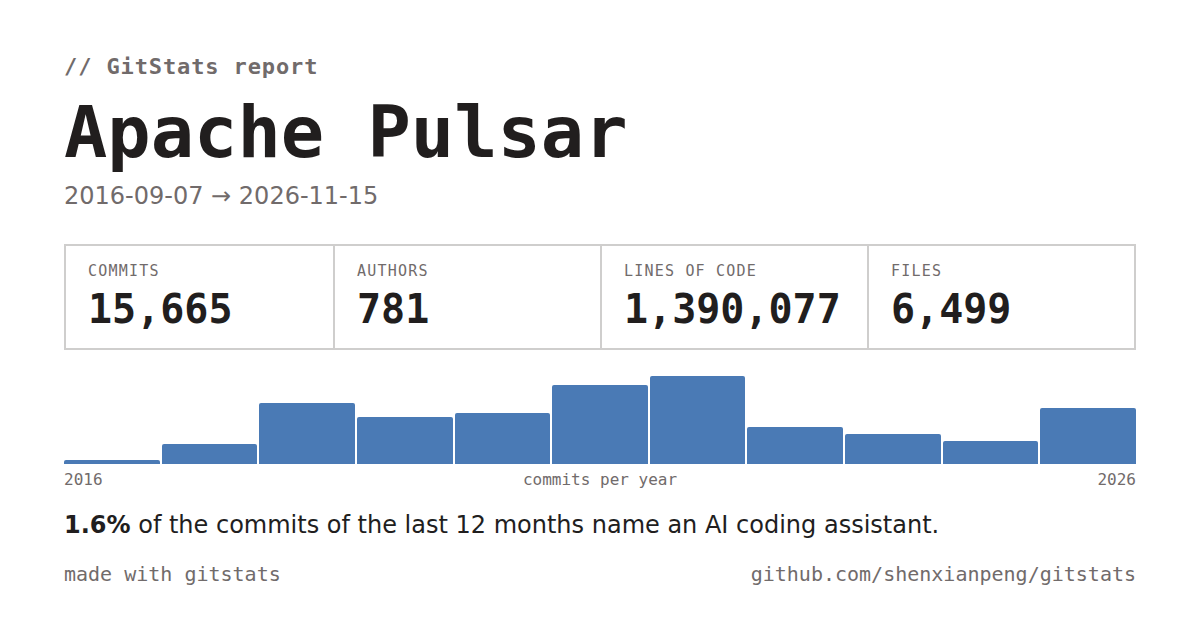 // GitStats report
Apache Pulsar
2016-09-07 → 2026-11-15
COMMITS AUTHORS LINES OF CODE FILES
15,665 781 1,390,077 6,499
2016 commits per year 2026
1.6% of the commits of the last 12 months name an AI coding assistant.
made with gitstats github.com/shenxianpeng/gitstats